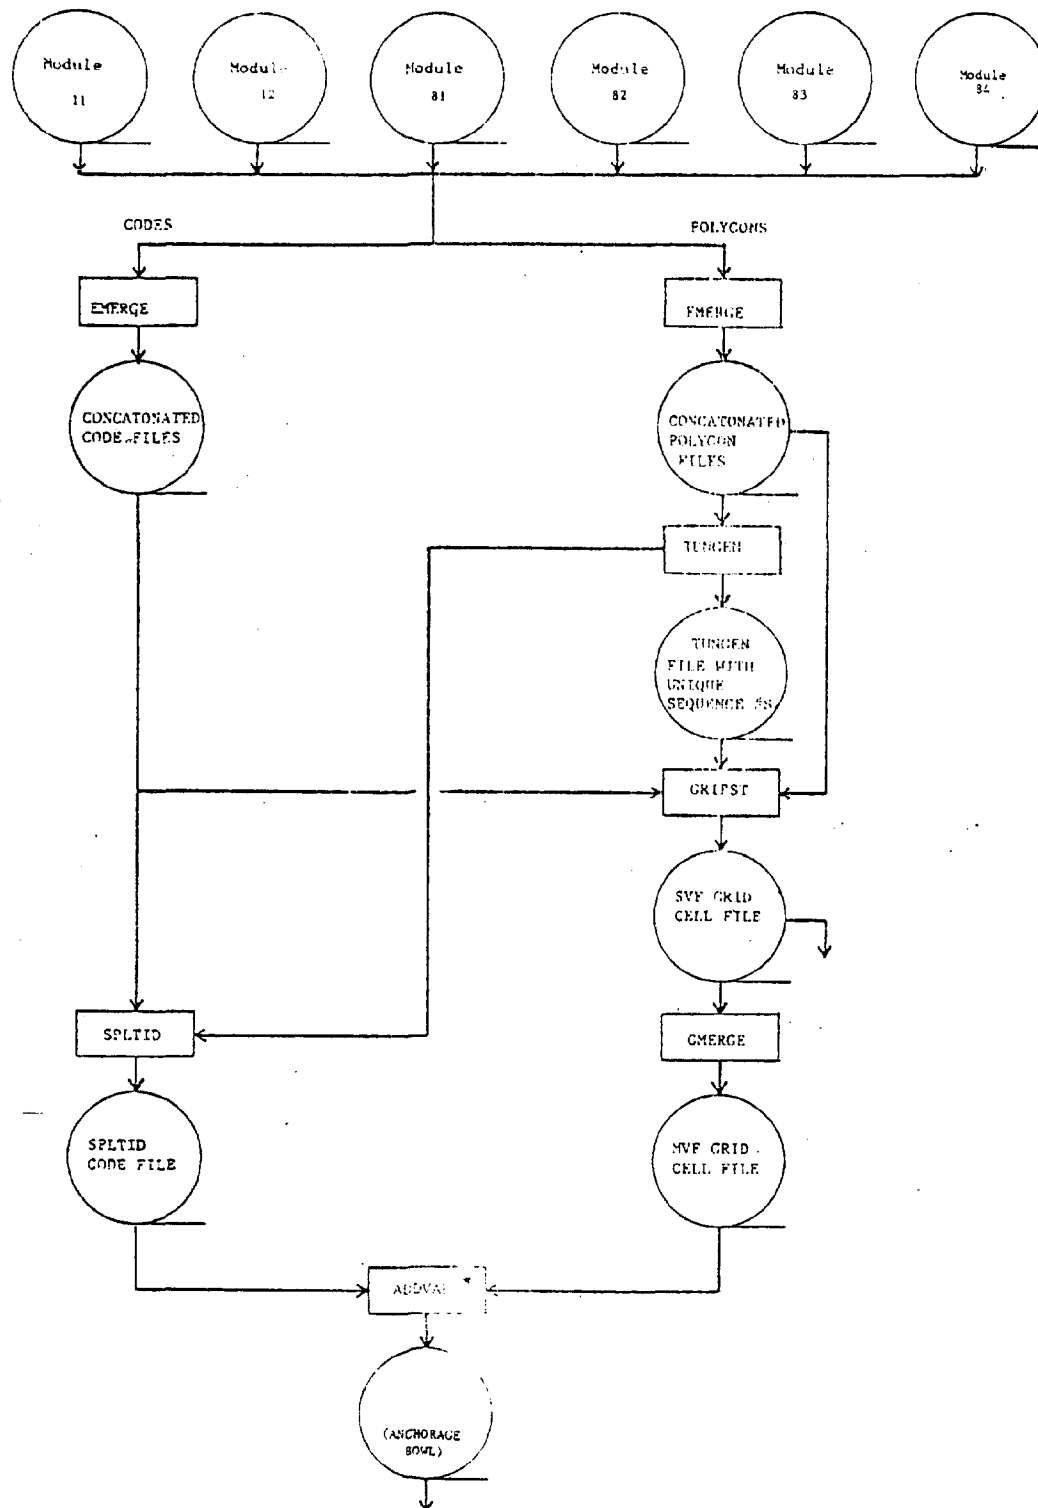 Module
11
Module
12
Module
81
Module
82
Module
83
Module
84
CODES
POLYGONS
EMERGE
EMERGE
CONCATONATED
CODE FILES
CONCATONATED
POLYGON
FILES
TUNGEN
TUNGEN
FILE WITH
UNIQUE
SEQUENCE #S
GRIPST
SVF GRID
CELL FILE
SPLTID
GMERGE
SPLTID
CODE FILE
MVF GRID
CELL FILE
*
(ANCHORAGE
BOWL)